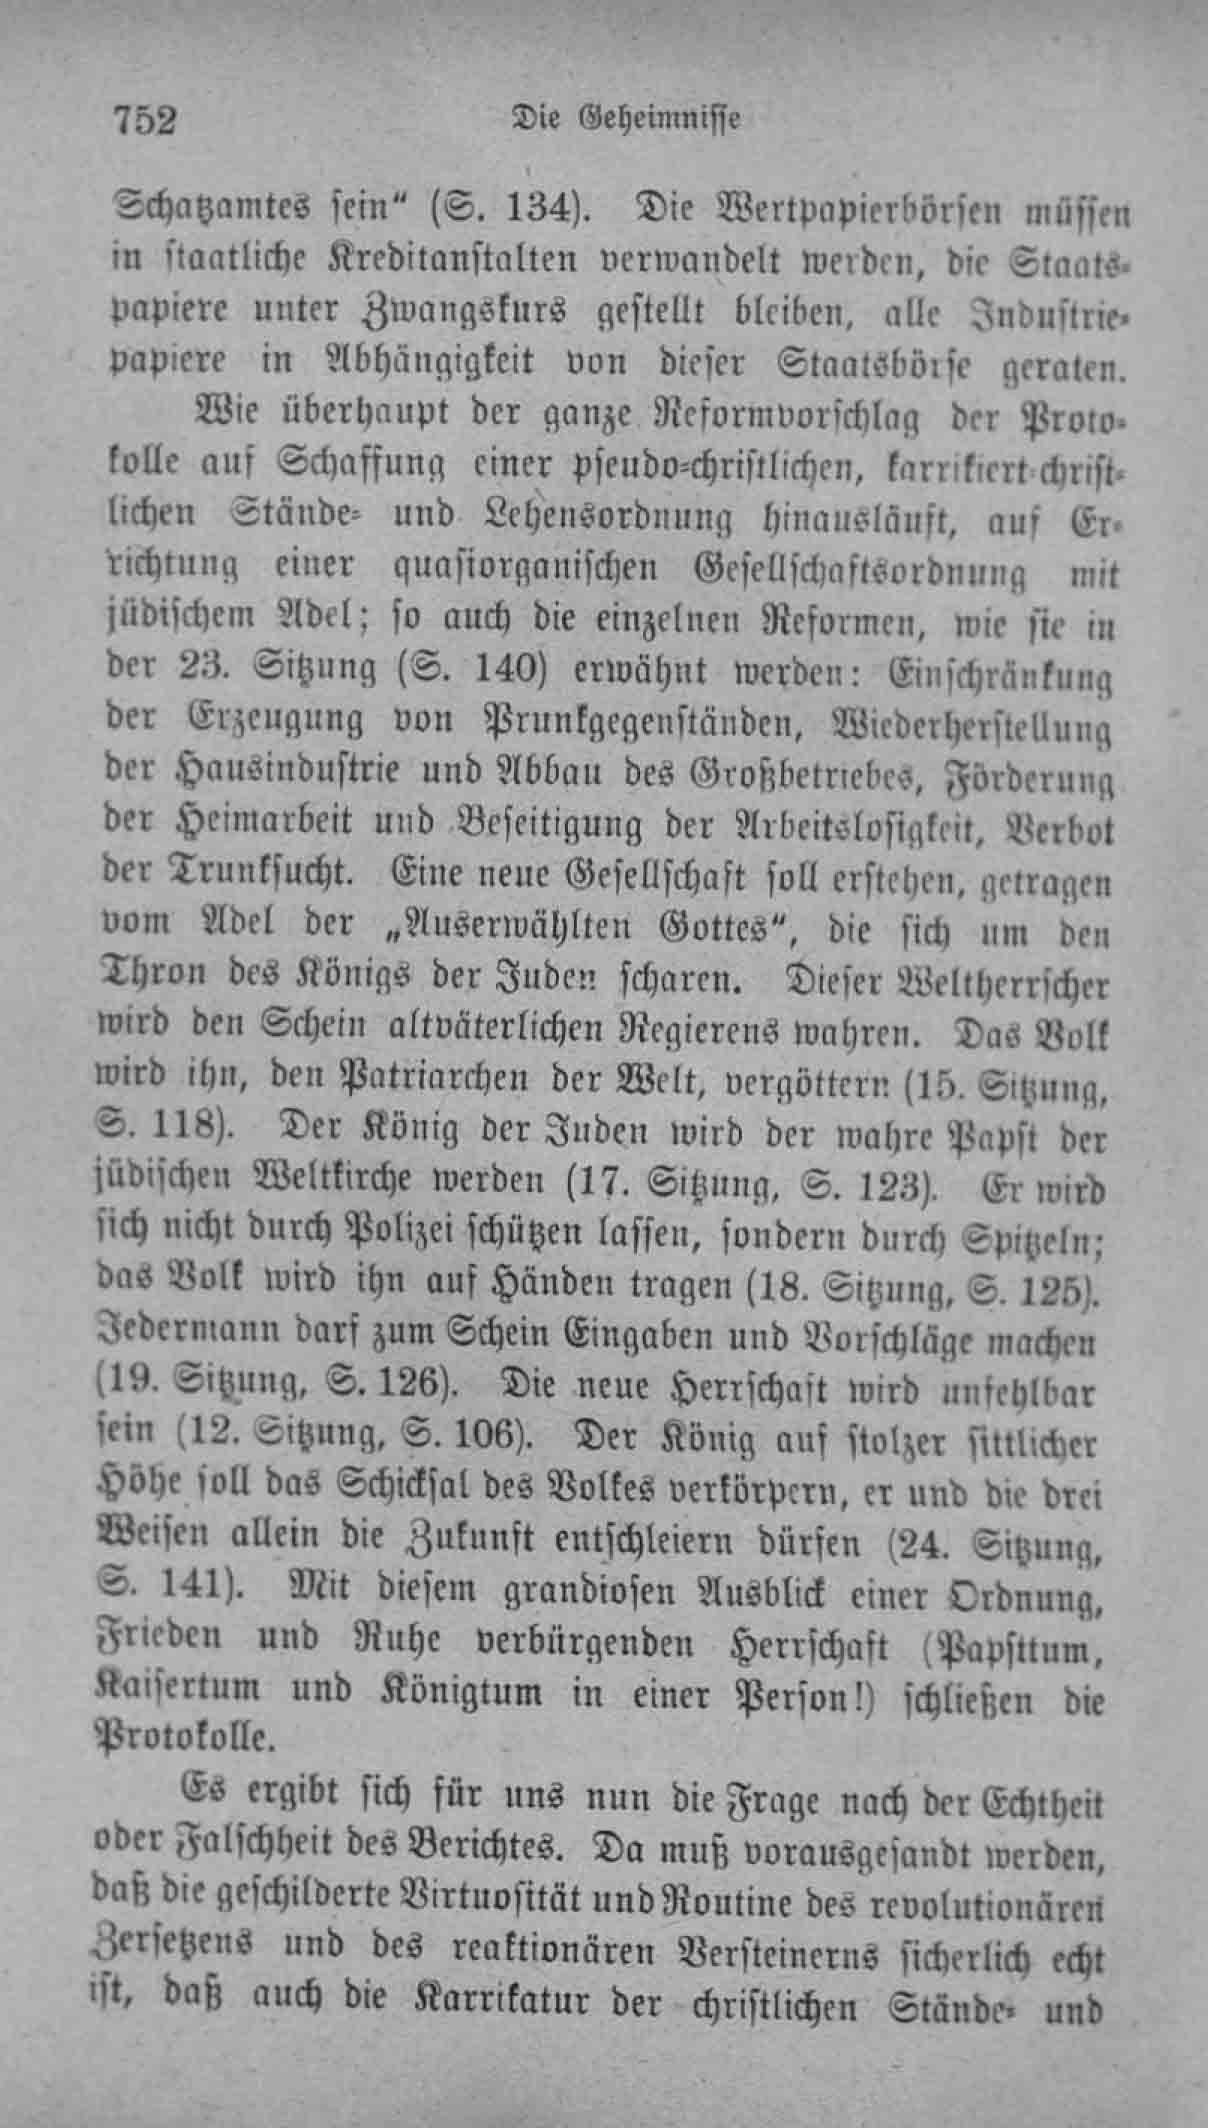 752 Die Geheimnisse
Schatzamtes sein“ (S. 134). Die Wertpapierbörsen müssen
in staatliche Kreditanstalten verwandelt werden, die Staats-
papiere unter Zwangskurs gestellt bleiben, alle Industrie-
papiere in Abhängigkeit von dieser Staatsbörse geraten.
Wie überhaupt der ganze Reformvorschlag der Proto-
kolle auf Schaffung einer pseudo-christlichen, karrikiert-christ-
lichen Stände- und Lehensordnung hinausläuft, auf Er-
richtung einer quasiorganischen Gesellschaftsordnung mit
jüdischem Adel; so auch die einzelnen Reformen, wie sie in
der 23. Sitzung (S. 140) erwähnt werden: Einschränkung
der Erzeugung von Prunkgegenständen, Wiederherstellung
der Hausindustrie und Abbau des Großbetriebes, Förderung
der Heimarbeit und Beseitigung der Arbeitslosigkeit, Verbot
der Trunksucht. Eine neue Gesellschaft soll erstehen, getragen
vom Adel der „Auserwählten Gottes“, die sich um den
Thron des Königs der Juden scharen. Dieser Weltherrscher
wird den Schein altväterlichen Regierens wahren. Das Volk
wird ihn, den Patriarchen der Welt, vergöttern (15. Sitzung,
S. 118). Der König der Juden wird der wahre Papst der
jüdischen Weltkirche werden (17. Sitzung, S. 123). Er wird
sich nicht durch Polizei schützen lassen, sondern durch Spitzeln;
das Volk wird ihn auf Händen tragen (18. Sitzung, S. 125).
Jedermann darf zum Schein Eingaben und Vorschläge machen
(19. Sitzung, S. 126). Die neue Herrschaft wird unfehlbar
sein (12. Sitzung, S. 106). Der König auf stolzer sittlicher
Höhe soll das Schicksal des Volkes verkörpern, er und die drei
Weisen allein die Zukunft entschleiern dürfen (24. Sitzung,
S. 141). Mit diesem grandiosen Ausblick einer Ordnung,
Frieden und Ruhe verbürgenden Herrschaft (Papsttum,
Kaisertum und Königtum in einer Person!) schließen die
Protokolle.
Es ergibt sich für uns nun die Frage nach der Echtheit
oder Falschheit des Berichtes. Da muß vorausgesandt werden,
daß die geschilderte Virtuosität und Routine des revolutionären
Zersetzens und des reaktionären Versteinerns sicherlich echt
ist, daß auch die Karrikatur der christlichen Stände- und